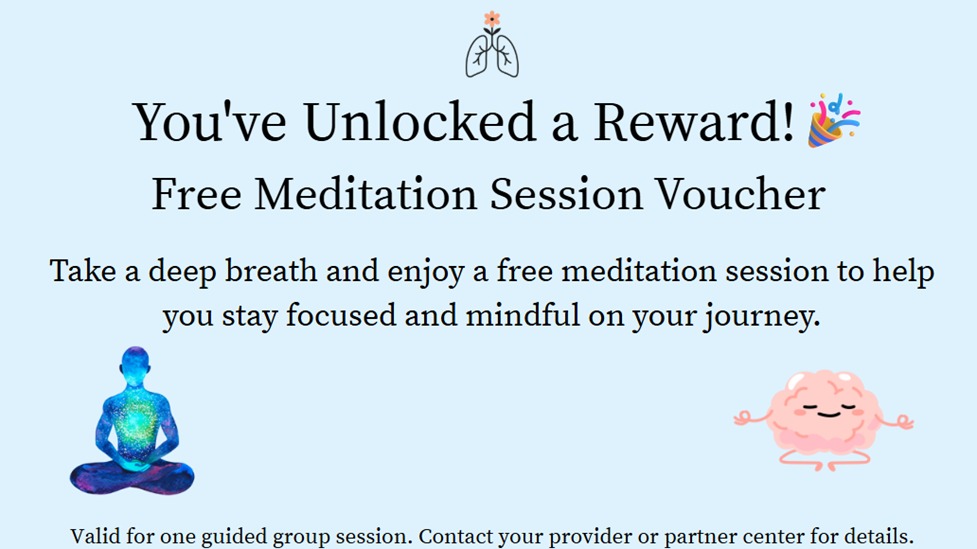 You've Unlocked a Reward!
Free Meditation Session Voucher
Take a deep breath and enjoy a free meditation session to help
you stay focused and mindful on your journey.
Valid for one guided group session. Contact your provider or partner center for details.